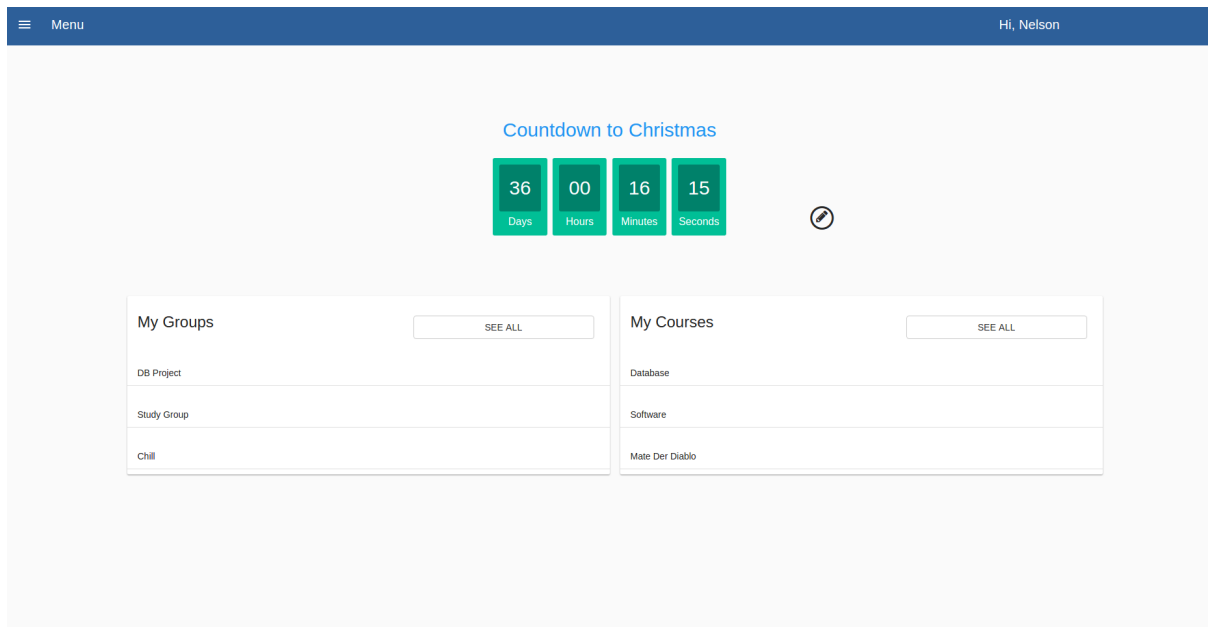 Menu
Hi, Nelson
Countdown to Christmas
36 00 16 15
Days Hours Minutes Seconds
My Groups
SEE ALL
DB Project
Study Group
Chill
My Courses
SEE ALL
Database
Software
Mate Der Diablo